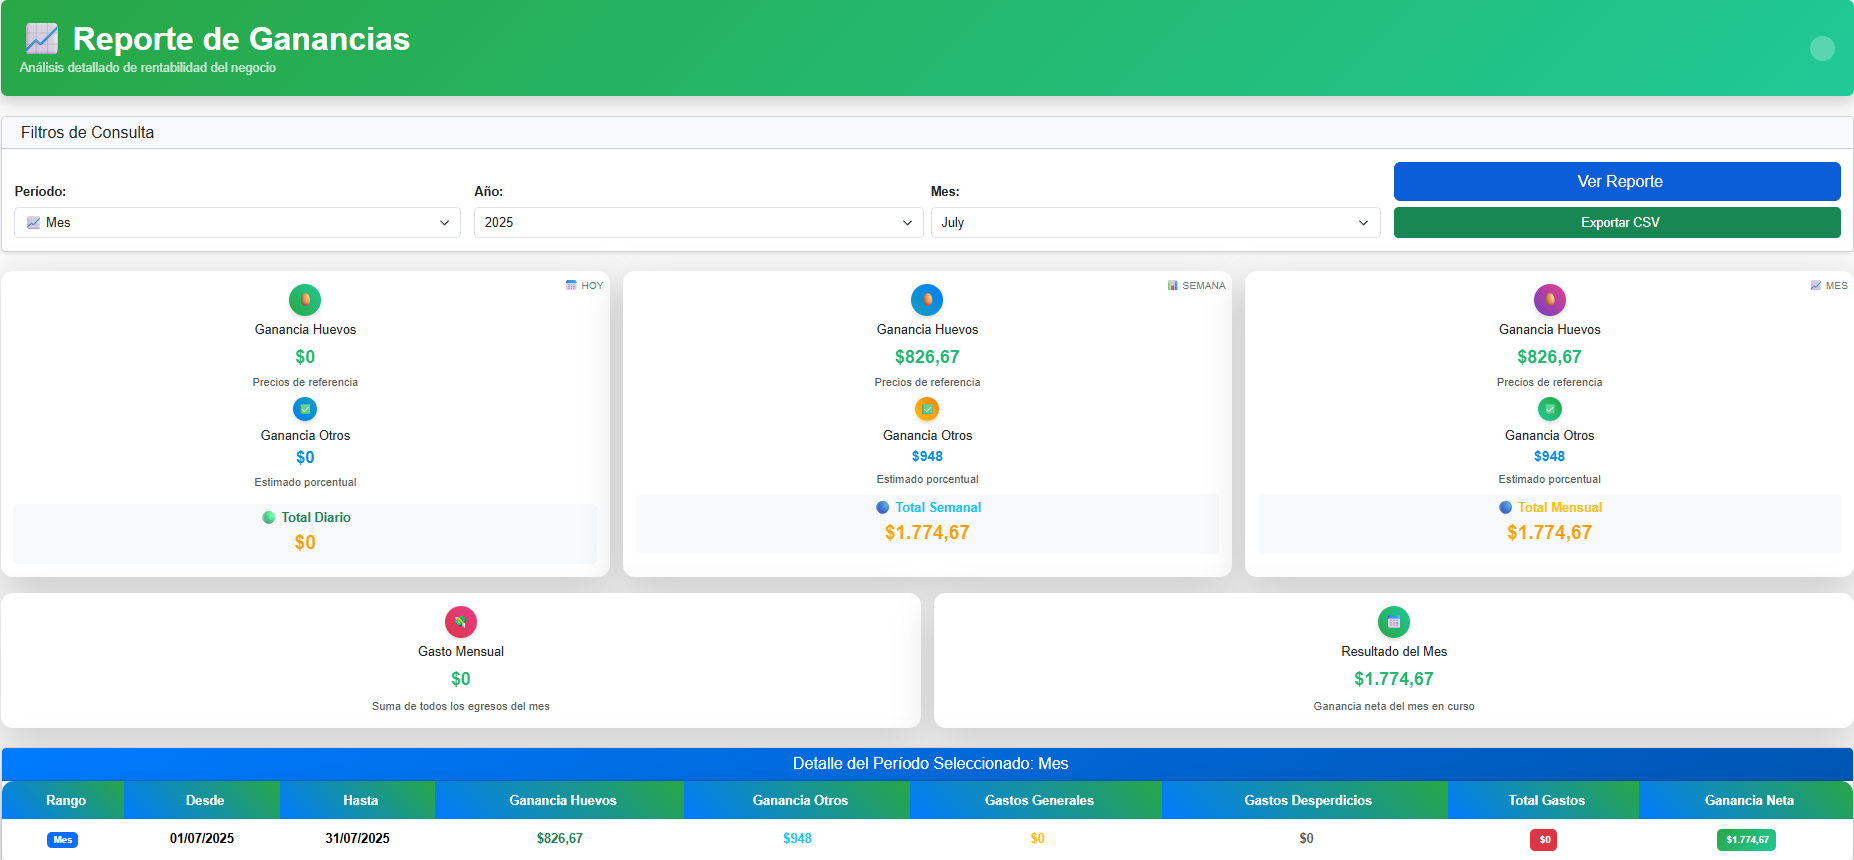 Reporte de Ganancias
Análisis detallado de rentabilidad del negocio
Filtros de Consulta
Período:
Mes
Año:
2025
Mes:
July
Ver Reporte
Exportar CSV
HOY
Ganancia Huevos
$0
Precios de referencia
Ganancia Otros
$0
Estimado porcentual
Total Diario
$0
SEMANA
Ganancia Huevos
$826,67
Precios de referencia
Ganancia Otros
$948
Estimado porcentual
Total Semanal
$1.774,67
MES
Ganancia Huevos
$826,67
Precios de referencia
Ganancia Otros
$948
Estimado porcentual
Total Mensual
$1.774,67
Gasto Mensual
$0
Suma de todos los egresos del mes
Resultado del Mes
$1.774,67
Ganancia neta del mes en curso
Detalle del Período Seleccionado: Mes
Rango Desde Hasta Ganancia Huevos Ganancia Otros Gastos Generales Gastos Desperdicios Total Gastos Ganancia Neta
Mes 01/07/2025 31/07/2025 $826,67 $948 $0 $0 $0 $1.774,67